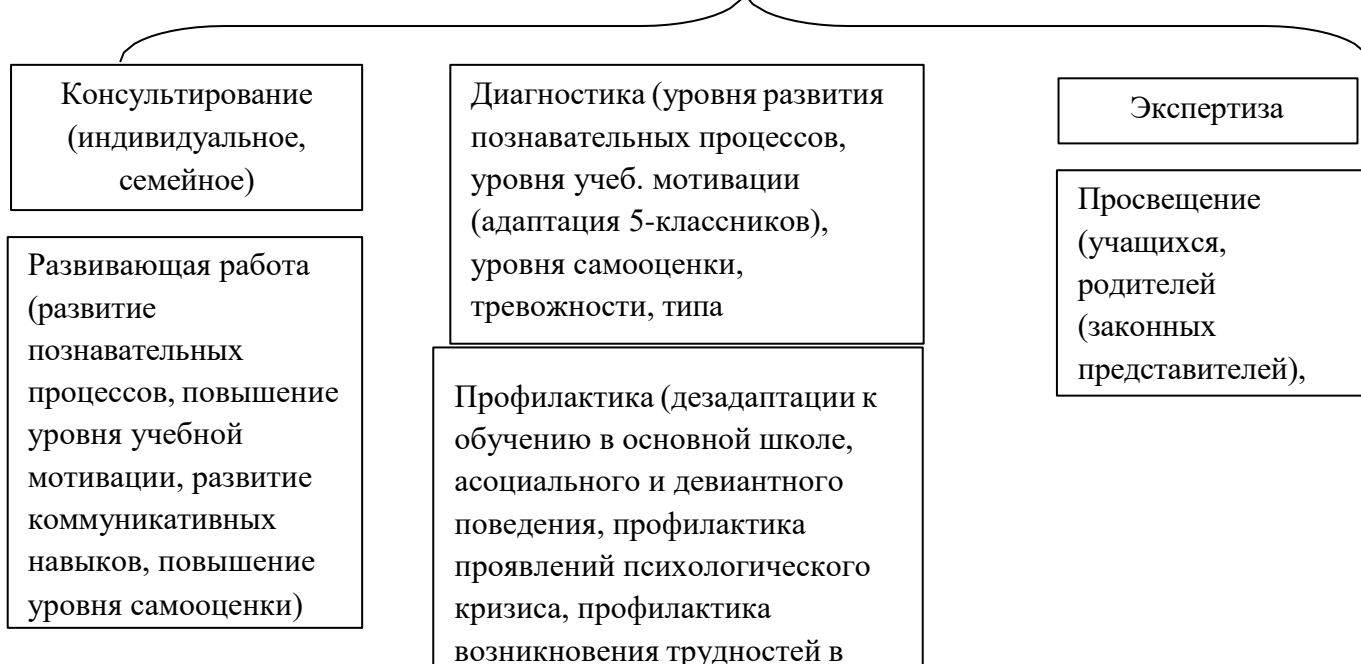 Консультирование
(индивидуальное,
семейное)
Развивающая работа
(развитие
познавательных
процессов, повышение
уровня учебной
мотивации, развитие
коммуникативных
навыков, повышение
уровня самооценки)
Диагностика (уровня развития
познавательных процессов,
уровня учеб. мотивации
(адаптация 5-классников),
уровня самооценки,
тревожности, типа
Профилактика (дезадаптации к
обучению в основной школе,
асоциального и девиантного
поведения, профилактика
проявлений психологического
кризиса, профилактика
возникновения трудностей в
Экспертиза
Просвещение
(учащихся,
родителей
(законных
представителей),